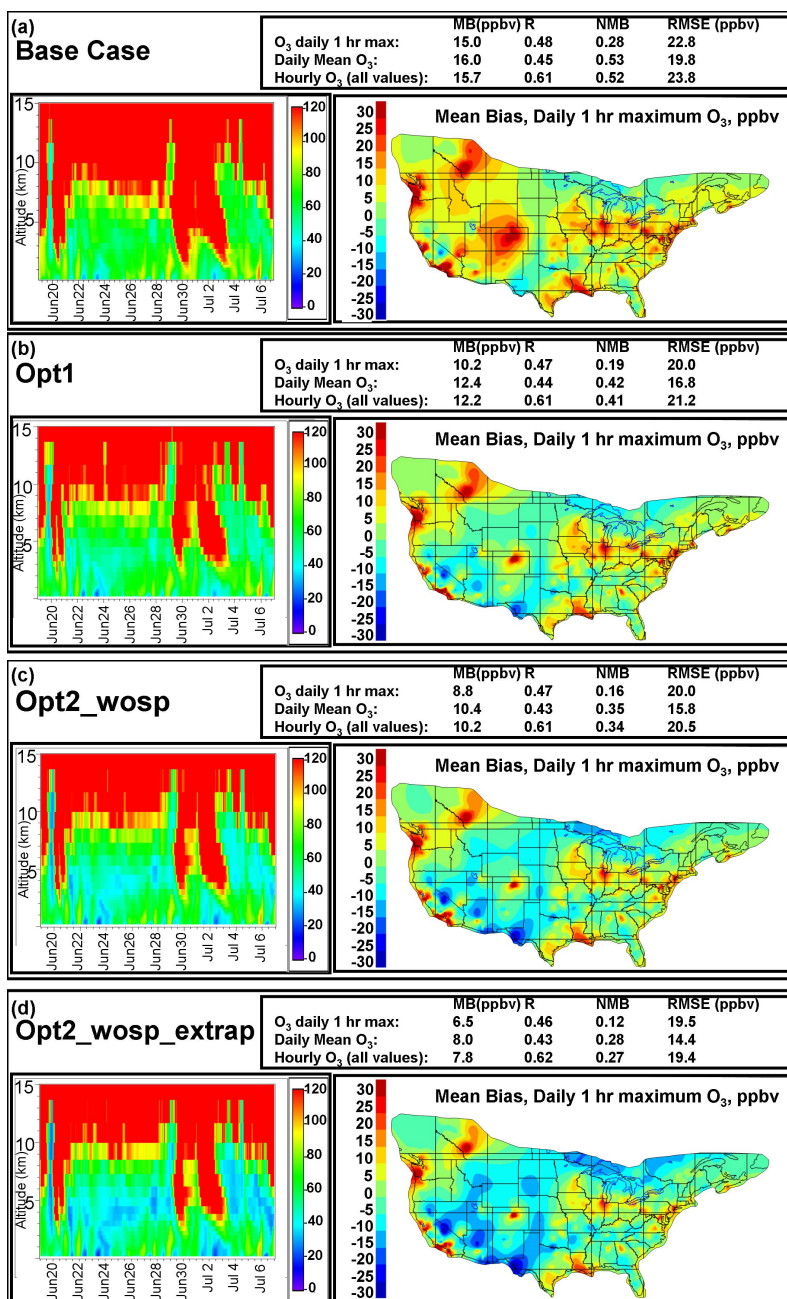 (a)
Base Case
MB(ppbv) R NMB RMSE (ppbv)
O3 daily 1 hr max: 15.0 0.48 0.28 22.8
Daily Mean O3: 16.0 0.45 0.53 19.8
Hourly O3 (all values): 15.7 0.61 0.52 23.8
Altitude (km)
15
10
5
Jun20 Jun22 Jun24 Jun26 Jun28 Jun30 Jul 2 Jul 4 Jul 6
120
100
80
60
40
20
0
Mean Bias, Daily 1 hr maximum O3, ppbv
30
25
20
15
10
5
0
-5
-10
-15
-20
-25
-30
(b)
Opt1
MB(ppbv) R NMB RMSE (ppbv)
O3 daily 1 hr max: 10.2 0.47 0.19 20.0
Daily Mean O3: 12.4 0.44 0.42 16.8
Hourly O3 (all values): 12.2 0.61 0.41 21.2
Altitude (km)
15
10
5
Jun20 Jun22 Jun24 Jun26 Jun28 Jun30 Jul 2 Jul 4 Jul 6
120
100
80
60
40
20
0
Mean Bias, Daily 1 hr maximum O3, ppbv
30
25
20
15
10
5
0
-5
-10
-15
-20
-25
-30
(c)
Opt2_wosp
MB(ppbv) R NMB RMSE (ppbv)
O3 daily 1 hr max: 8.8 0.47 0.16 20.0
Daily Mean O3: 10.4 0.43 0.35 15.8
Hourly O3 (all values): 10.2 0.61 0.34 20.5
Altitude (km)
15
10
5
Jun20 Jun22 Jun24 Jun26 Jun28 Jun30 Jul 2 Jul 4 Jul 6
120
100
80
60
40
20
0
Mean Bias, Daily 1 hr maximum O3, ppbv
30
25
20
15
10
5
0
-5
-10
-15
-20
-25
-30
(d)
Opt2_wosp_extrap
MB(ppbv) R NMB RMSE (ppbv)
O3 daily 1 hr max: 6.5 0.46 0.12 19.5
Daily Mean O3: 8.0 0.43 0.28 14.4
Hourly O3 (all values): 7.8 0.62 0.27 19.4
Altitude (km)
15
10
5
Jun20 Jun22 Jun24 Jun26 Jun28 Jun30 Jul 2 Jul 4 Jul 6
120
100
80
60
40
20
0
Mean Bias, Daily 1 hr maximum O3, ppbv
30
25
20
15
10
5
0
-5
-10
-15
-20
-25
-30